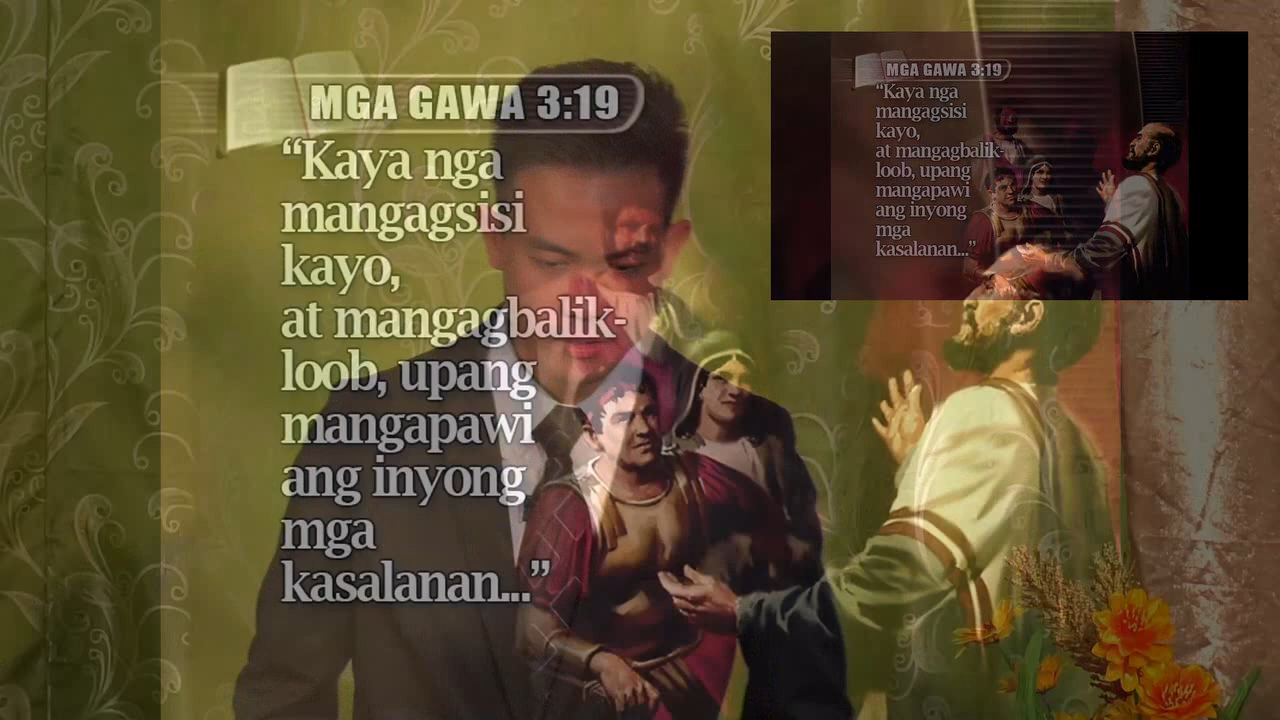 MGA GAWA 3:19
“Kaya nga
mangagsisi
kayo,
at mangagbalik-
loob, upang
mangapawi
ang inyong
mga
kasalanan...”
MGA GAWA 3:19
“Kaya nga
mangagsisi
kayo,
at mangagbalik-
loob, upang
mangapawi
ang inyong
mga
kasalanan...”